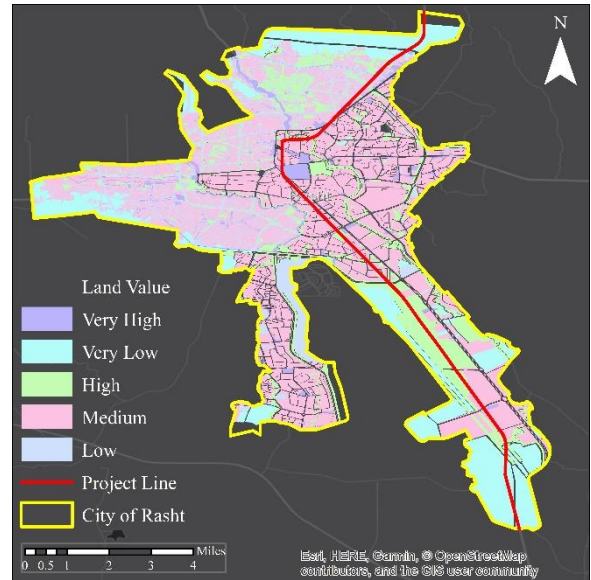 N
Land Value
Very High
Very Low
High
Medium
Low
Project Line
City of Rasht
Miles
0 0.5 1 2 3 4
Esri, HERE, Garmin, © OpenStreetMap
contributors, and the GIS user community